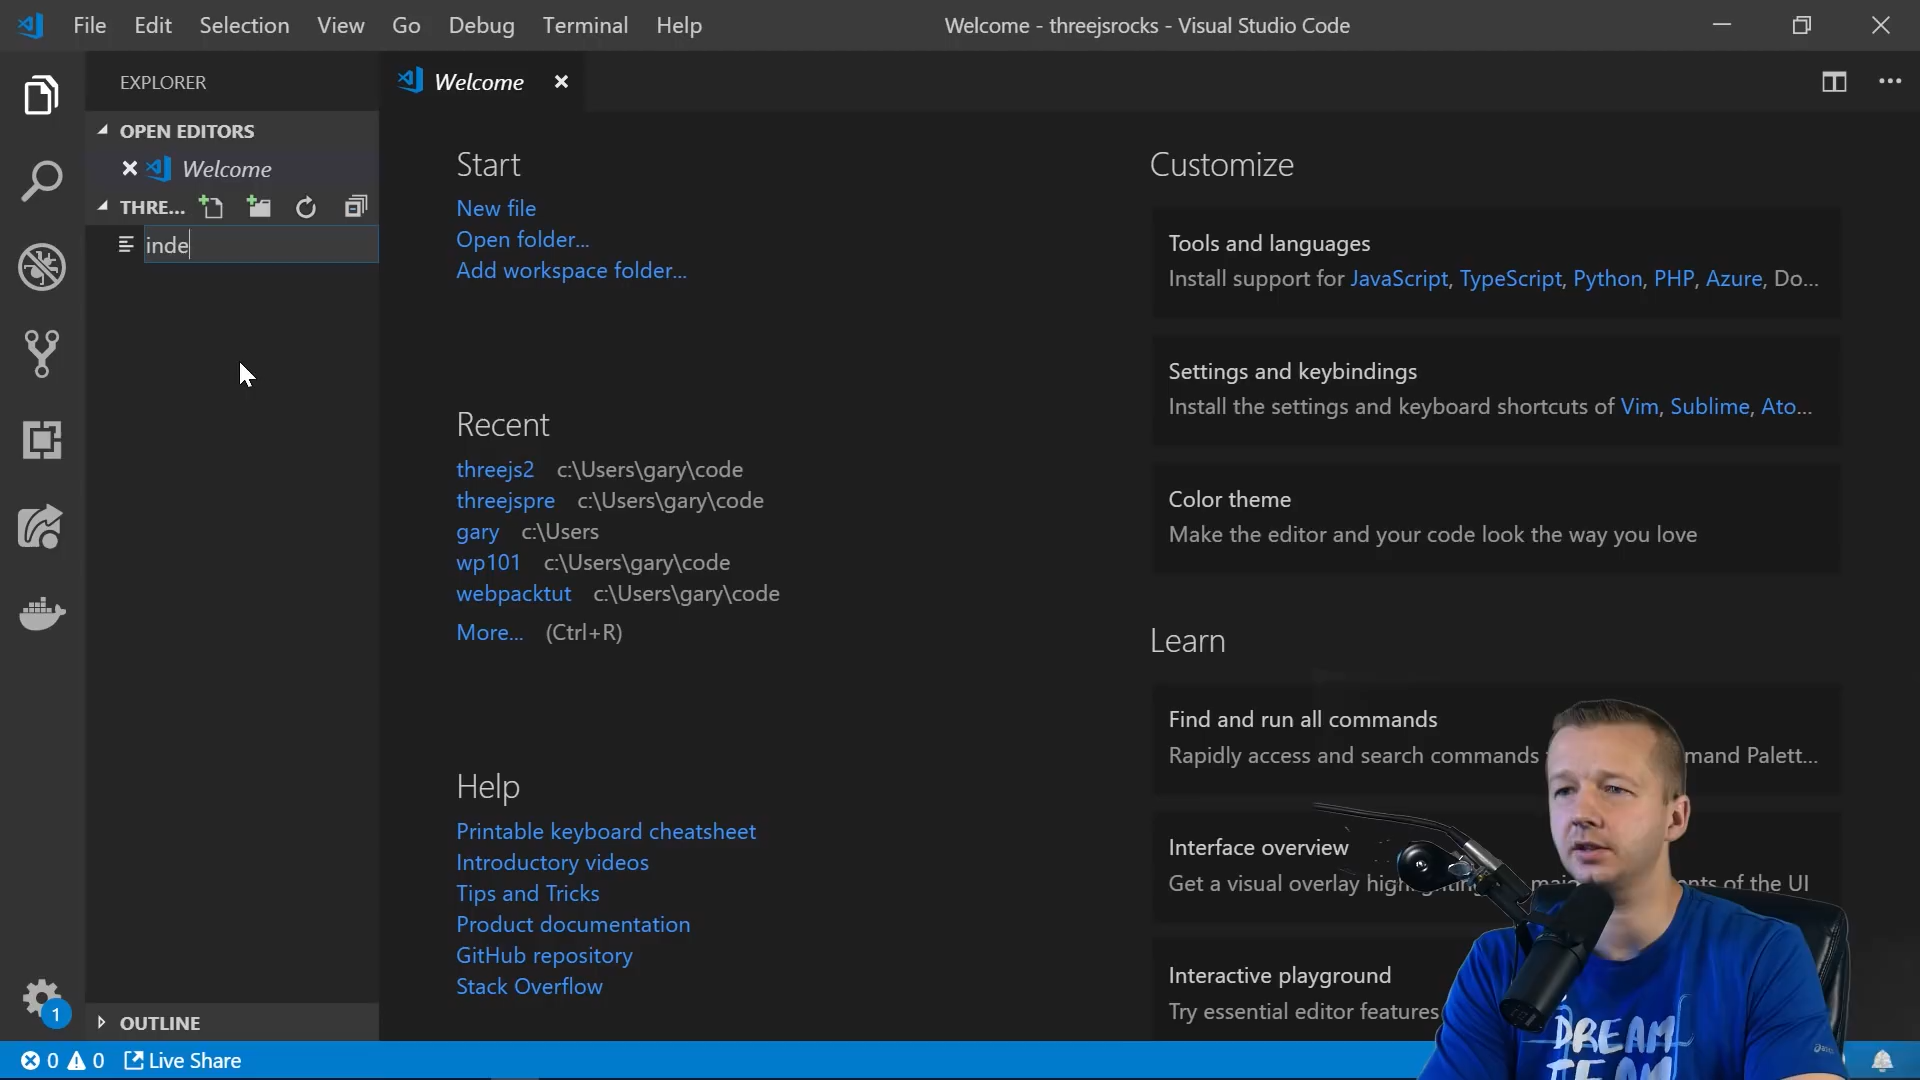 File Edit Selection View Go Debug Terminal Help
Welcome - threejsrocks - Visual Studio Code
EXPLORER
Welcome
OPEN EDITORS
Welcome
THRE...
inde
OUTLINE
Start
New file
Open folder...
Add workspace folder...
Recent
threejs2 c:\Users\gary\code
threejspre c:\Users\gary\code
gary c:\Users
wp101 c:\Users\gary\code
webpacktut c:\Users\gary\code
More... (Ctrl+R)
Help
Printable keyboard cheatsheet
Introductory videos
Tips and Tricks
Product documentation
GitHub repository
Stack Overflow
Customize
Tools and languages
Install support for JavaScript, TypeScript, Python, PHP, Azure, Do...
Settings and keybindings
Install the settings and keyboard shortcuts of Vim, Sublime, Ato...
Color theme
Make the editor and your code look the way you love
Learn
Find and run all commands
Rapidly access and search commands mand Palett...
Interface overview
Get a visual overlay highlighting maj nts of the UI
Interactive playground
Try essential editor features
DREAM
TEAM
asics
1
0 0 Live Share